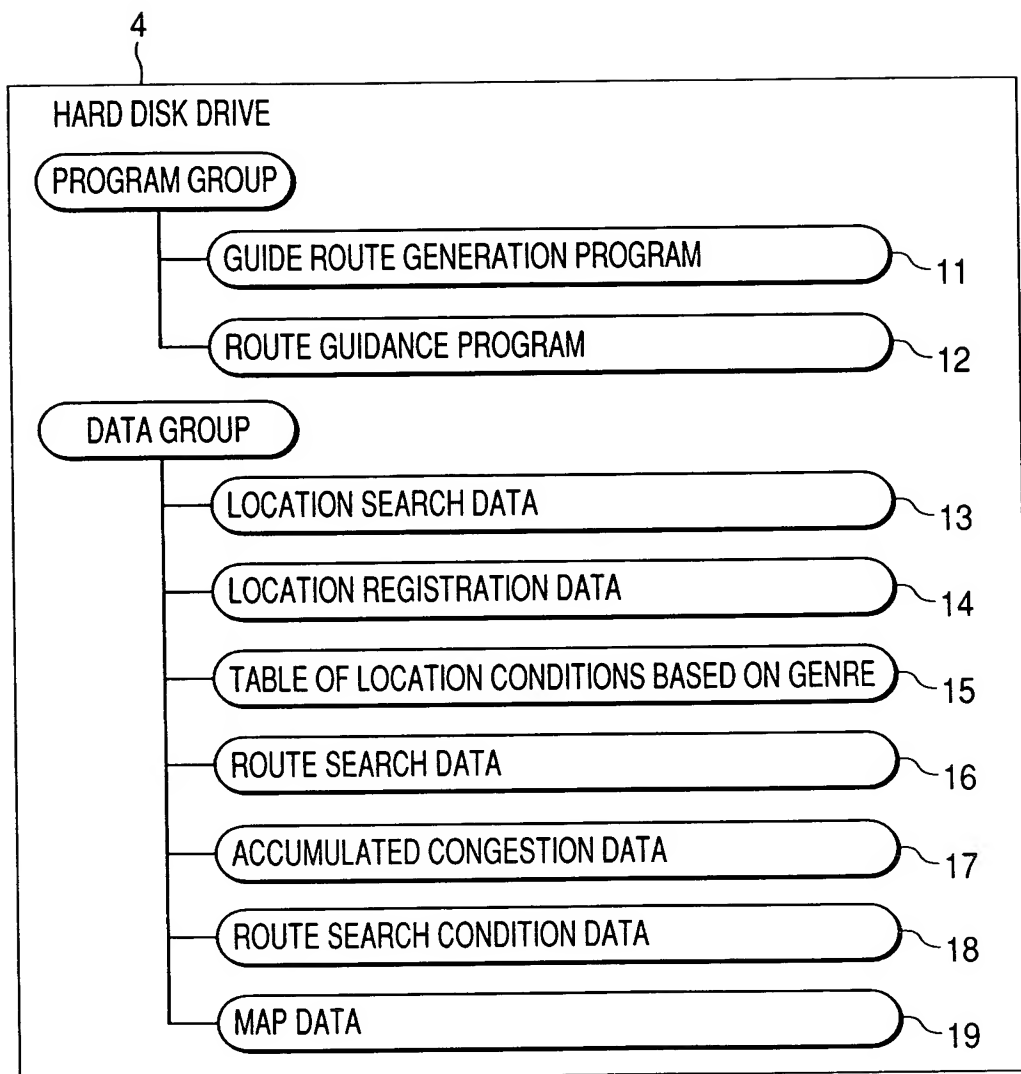 4
HARD DISK DRIVE
PROGRAM GROUP
GUIDE ROUTE GENERATION PROGRAM
11
ROUTE GUIDANCE PROGRAM
12
DATA GROUP
LOCATION SEARCH DATA
13
LOCATION REGISTRATION DATA
14
TABLE OF LOCATION CONDITIONS BASED ON GENRE
15
ROUTE SEARCH DATA
16
ACCUMULATED CONGESTION DATA
17
ROUTE SEARCH CONDITION DATA
18
MAP DATA
19